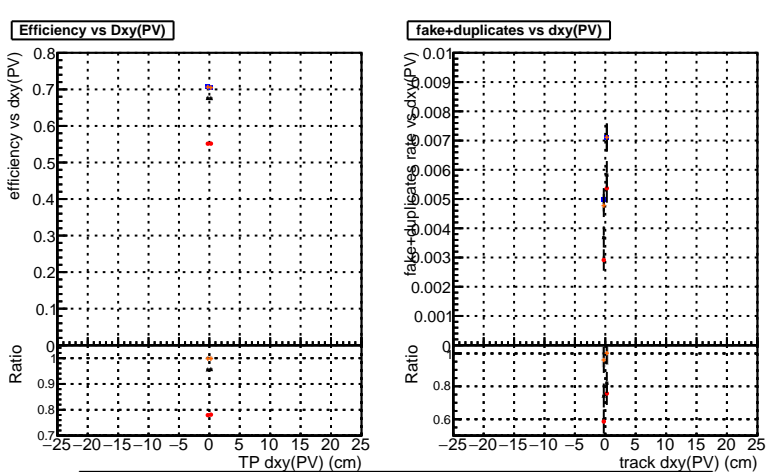 Efficiency vs Dxy(PV)
efficiency vs dxy(PV)
0.8
0.7
0.6
0.5
0.4
0.3
0.2
0.1
0
Ratio
1
0.9
0.8
0.7
−25 −20 −15 −10 −5 0 5 10 15 20 25
TP dxy(PV) (cm)
fake+duplicates vs dxy(PV)
fake+duplicates rate vs dxy(PV)
0.01
0.009
0.008
0.007
0.006
0.005
0.004
0.003
0.002
0.001
0
Ratio
1
0.8
0.6
−25 −20 −15 −10 −5 0 5 10 15 20 25
track dxy(PV) (cm)